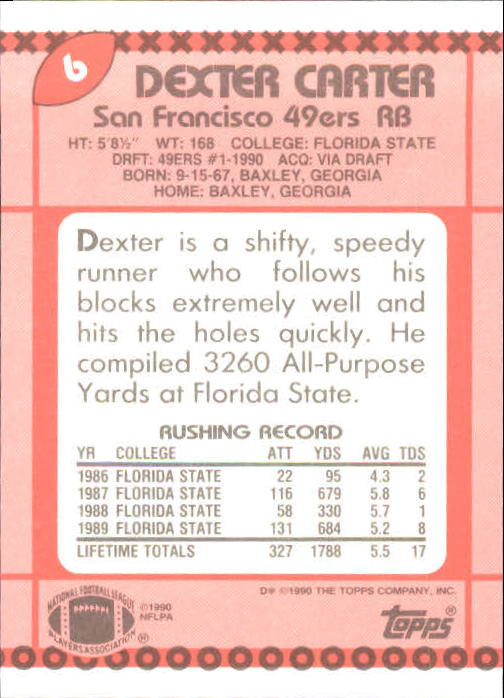 6
DEXTER CARTER
San Francisco 49ers RB
HT: 5'8½" WT: 168 COLLEGE: FLORIDA STATE
DRFT: 49ERS #1-1990 ACQ: VIA DRAFT
BORN: 9-15-67, BAXLEY, GEORGIA
HOME: BAXLEY, GEORGIA
Dexter is a shifty, speedy
runner who follows his
blocks extremely well and
hits the holes quickly. He
compiled 3260 All-Purpose
Yards at Florida State.
RUSHING RECORD
YR COLLEGE ATT YDS AVG TDS
1986 FLORIDA STATE 22 95 4.3 2
1987 FLORIDA STATE 116 679 5.8 6
1988 FLORIDA STATE 58 330 5.7 1
1989 FLORIDA STATE 131 684 5.2 8
LIFETIME TOTALS 327 1788 5.5 17
D* ©1990 THE TOPPS COMPANY, INC.
NATIONAL FOOTBALL LEAGUE
PLAYERS ASSOCIATION ®
©1990
NFLPA
topps®